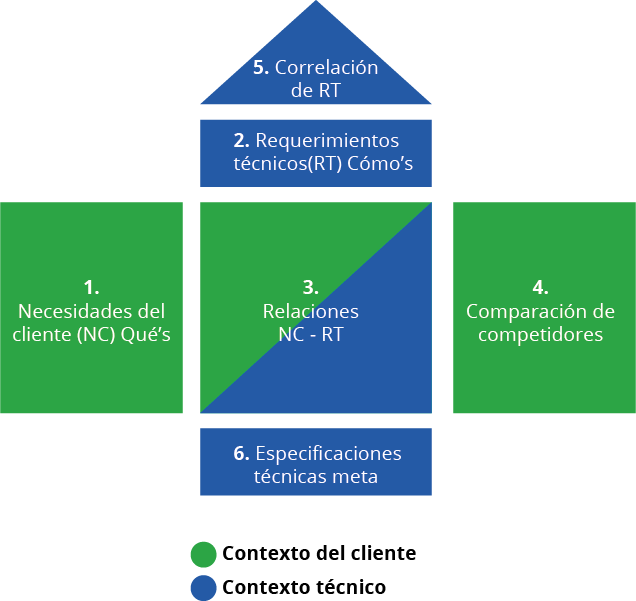 5. Correlación
de RT
2. Requerimientos
técnicos(RT) Cómo’s
1.
Necesidades del
cliente (NC) Qué’s
3.
Relaciones
NC - RT
4.
Comparación de
competidores
6. Especificaciones
técnicas meta
Contexto del cliente
Contexto técnico